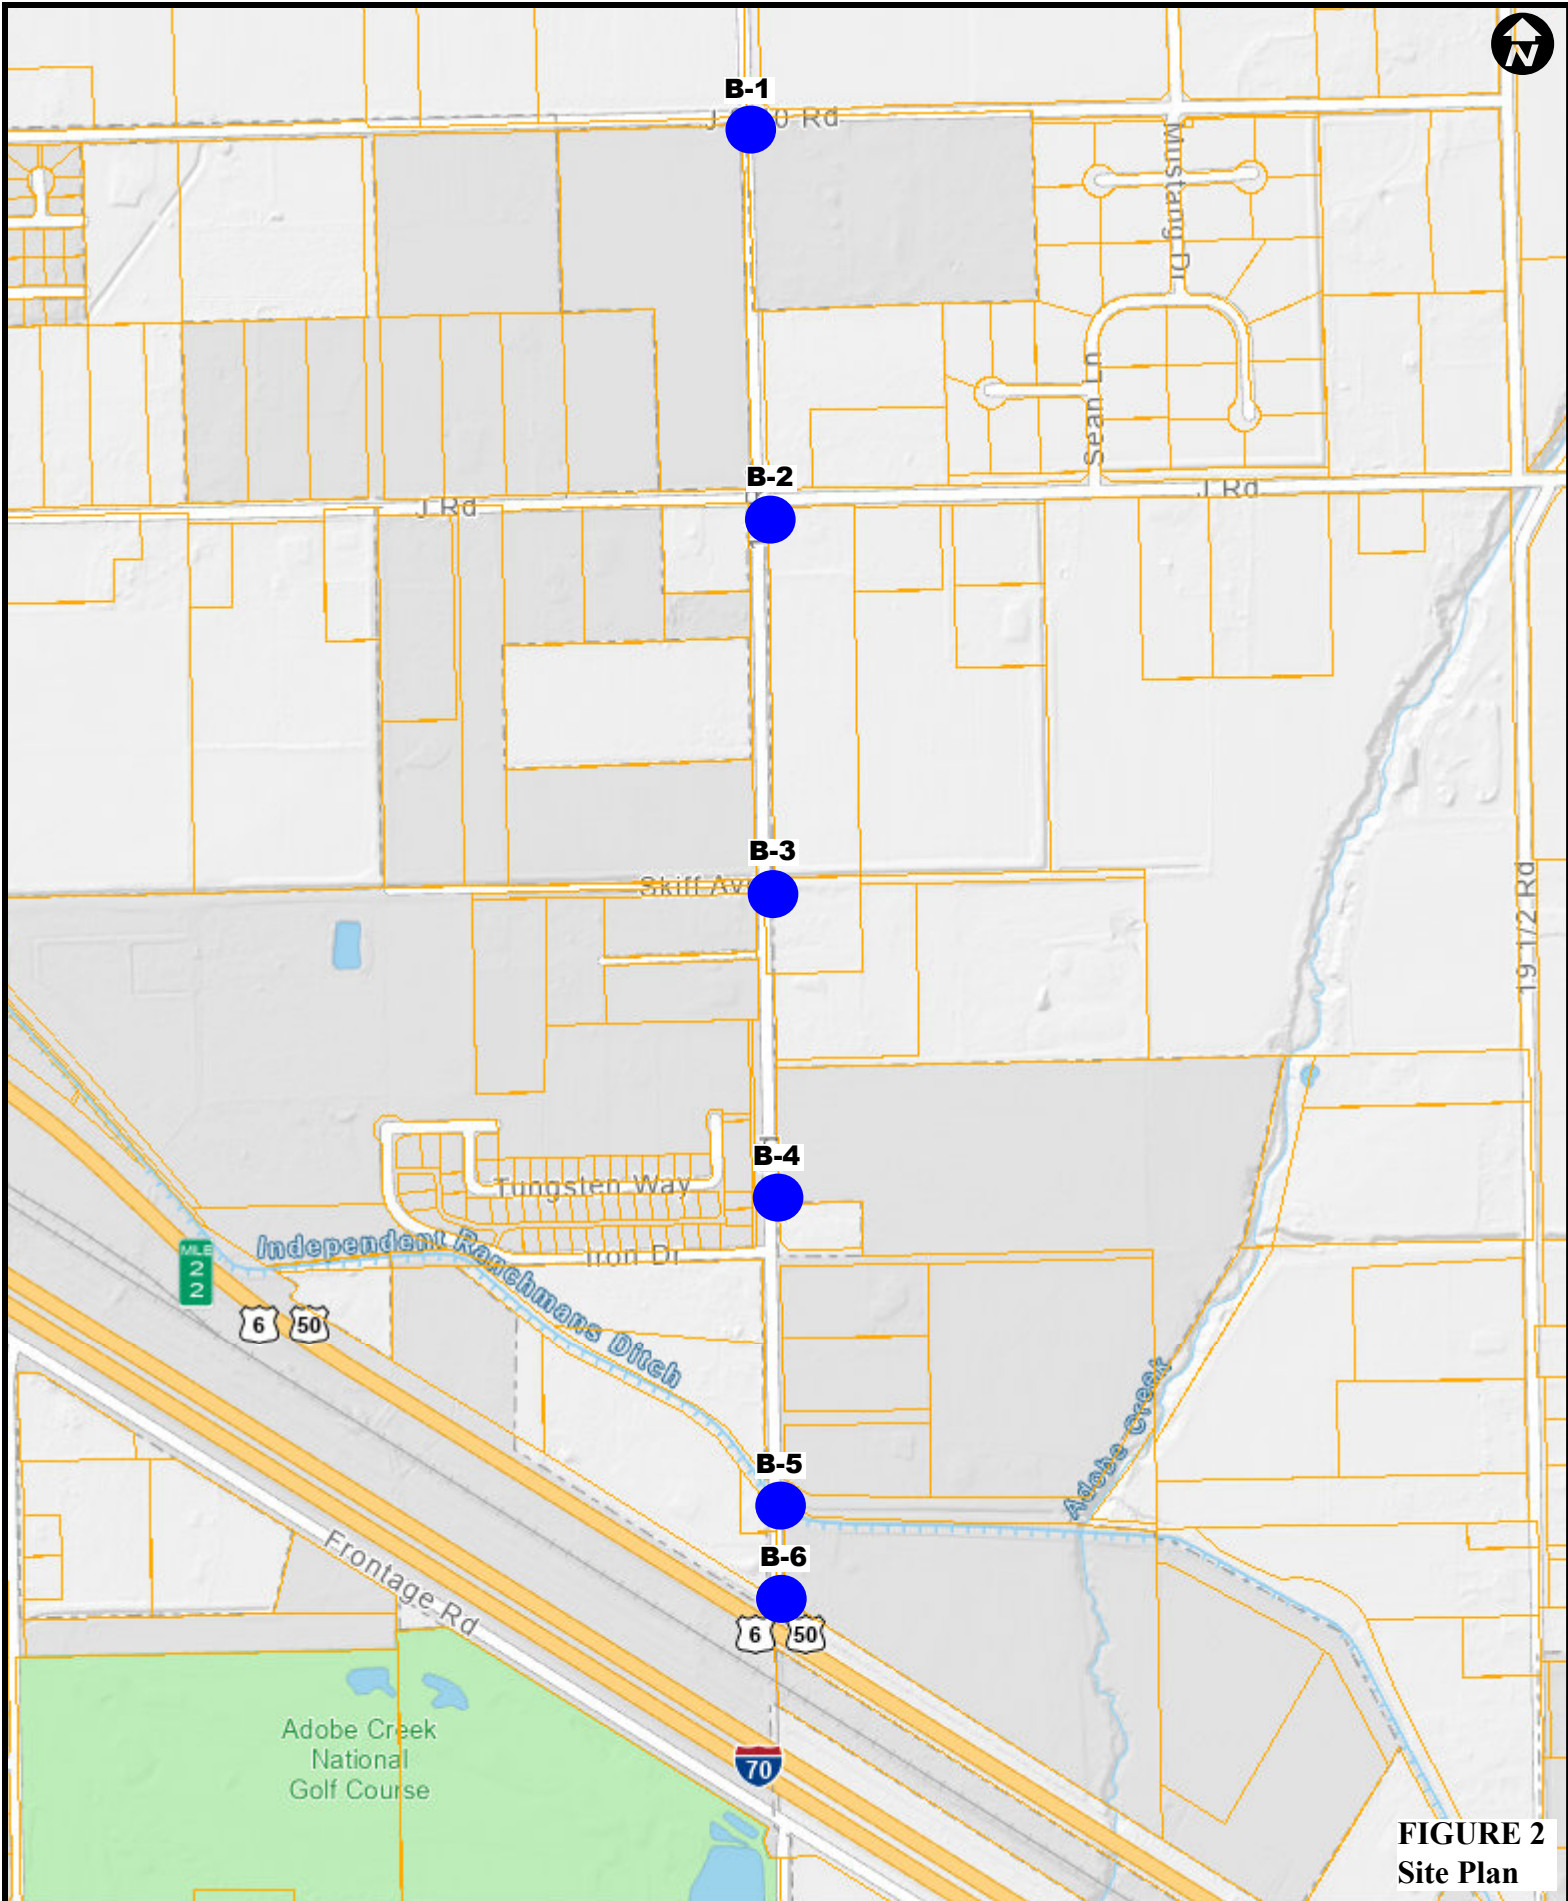 N
B-1
Rd
Mustang Dr
Sean Ln
B-2
J Rd
J Rd
B-3
Skiff
19 1/2 Rd
B-4
Tungsten Way
Iron Dr
Independent Ranchmans Ditch
MILE
2
2
6
50
Adobe Creek
B-5
B-6
6
50
Frontage Rd
Adobe Creek
National
Golf Course
70
FIGURE 2
Site Plan